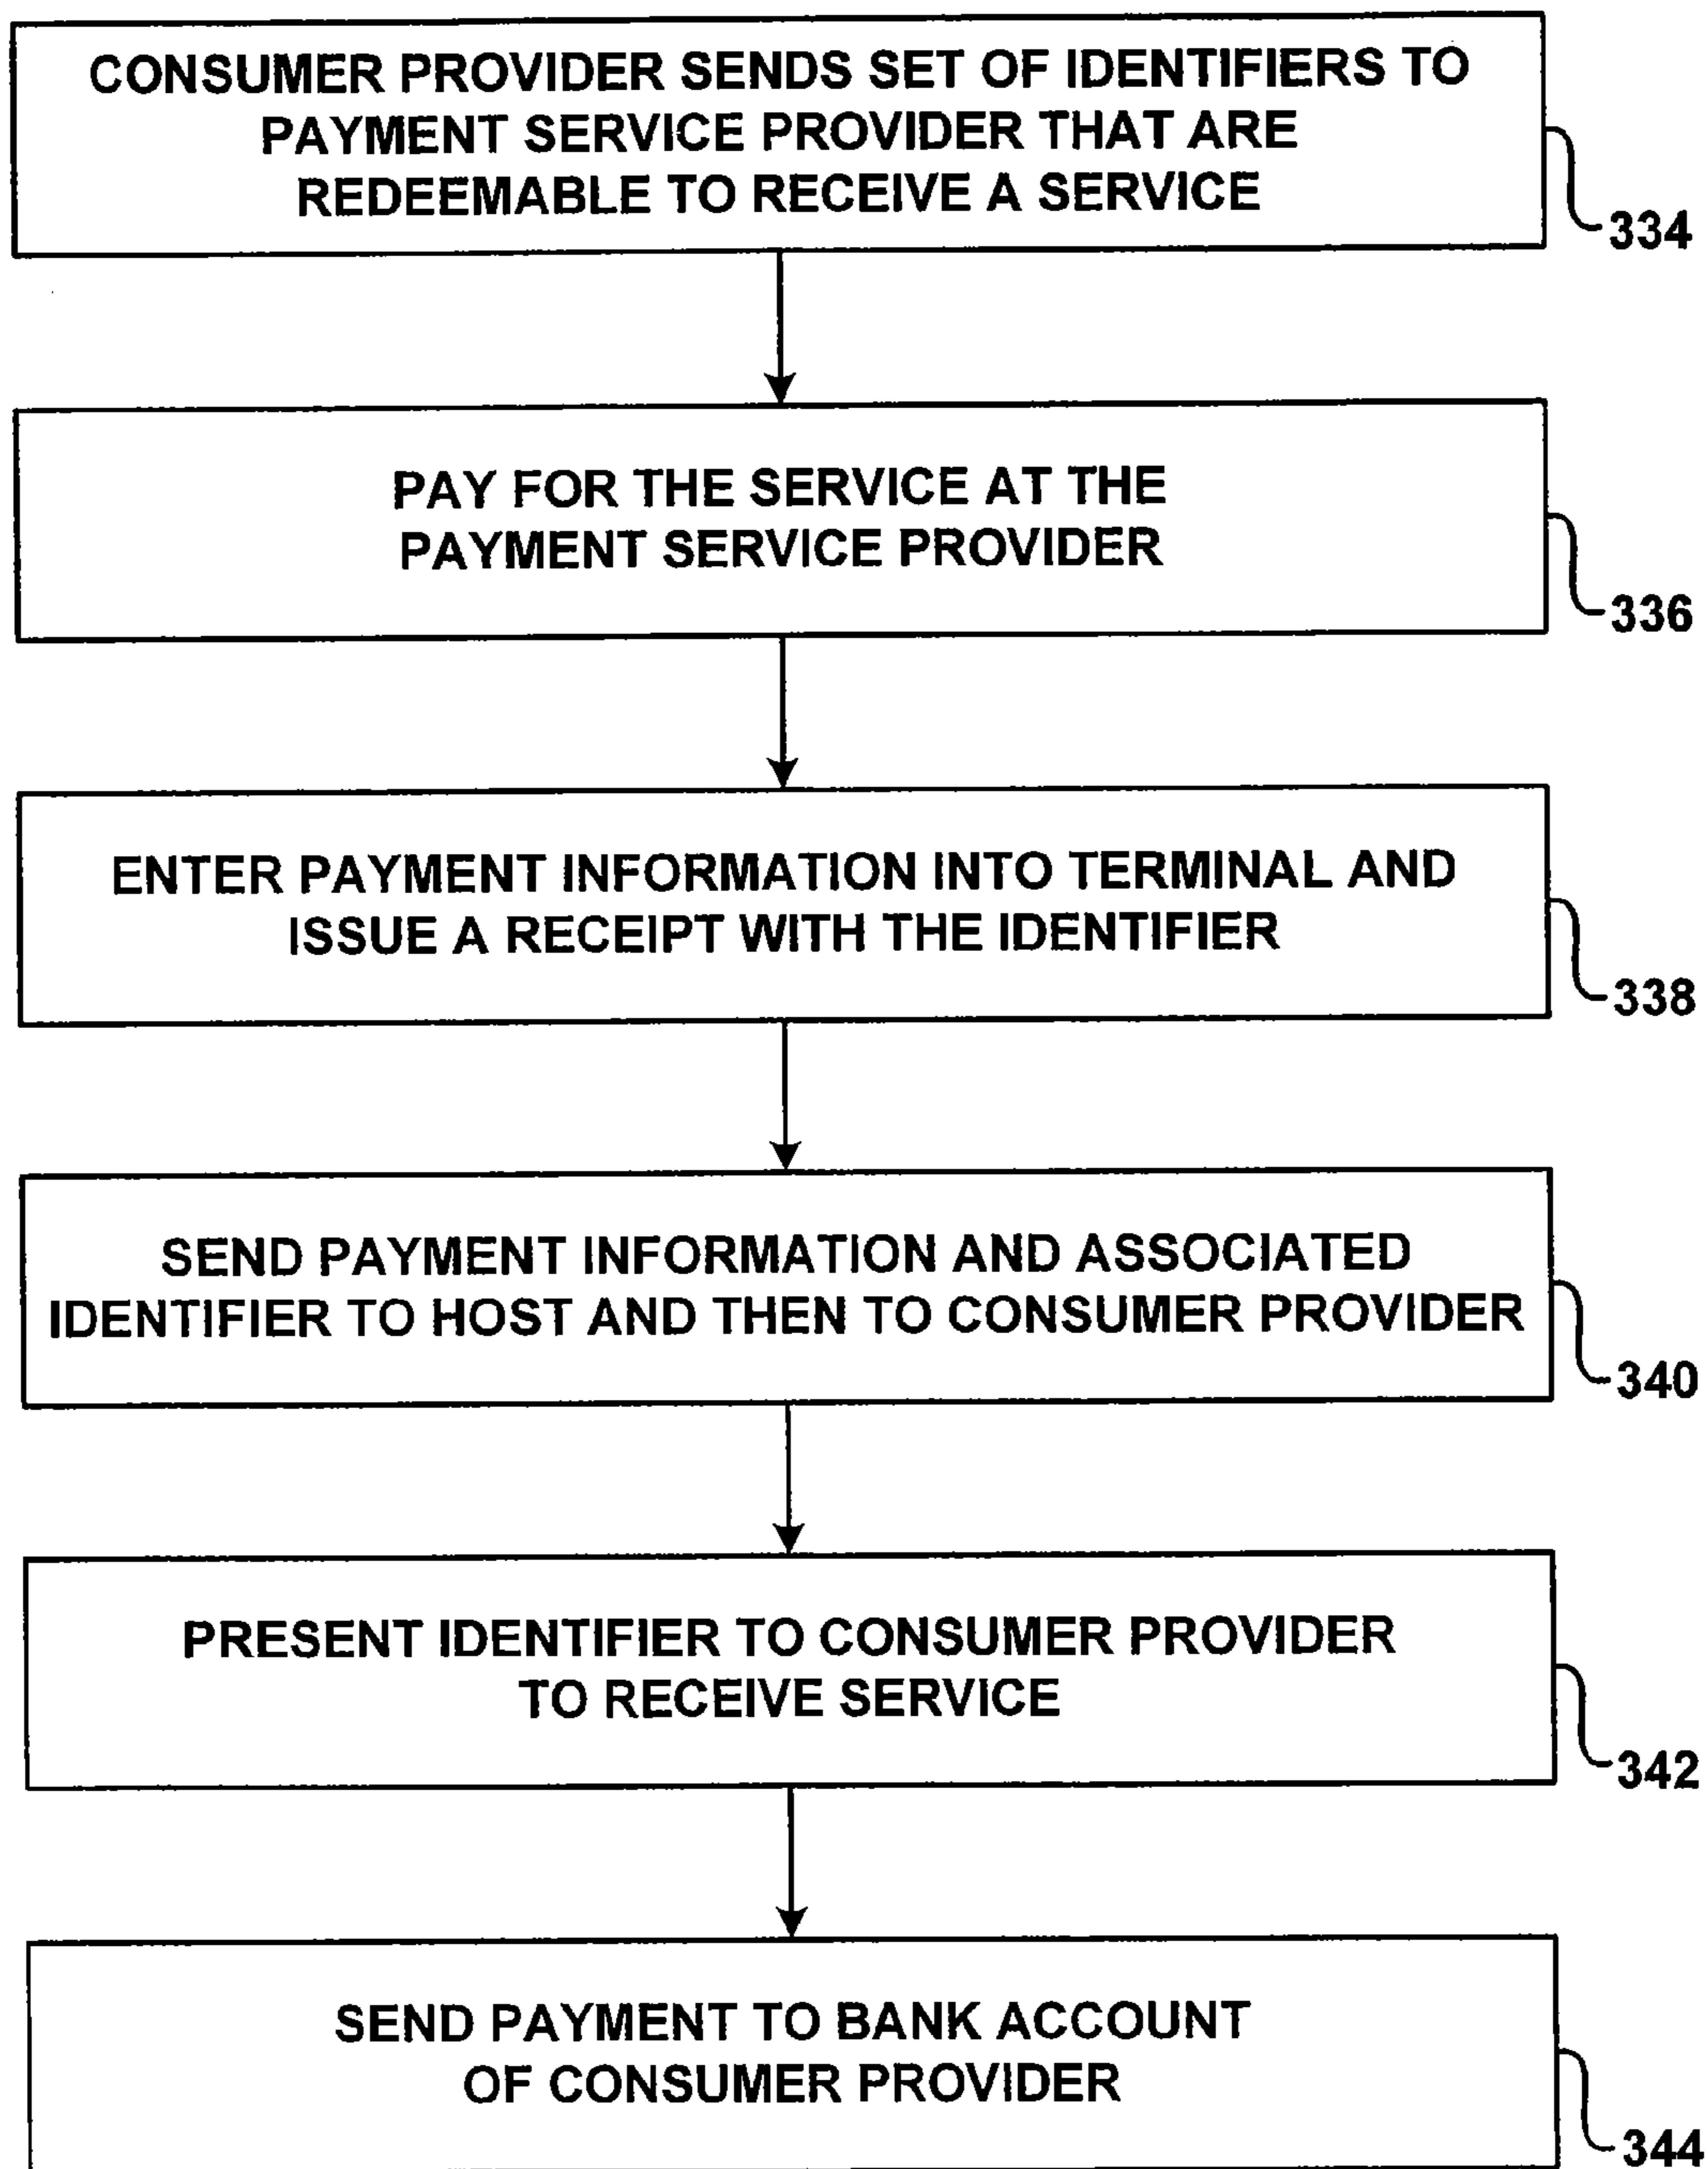 CONSUMER PROVIDER SENDS SET OF IDENTIFIERS TO
PAYMENT SERVICE PROVIDER THAT ARE
REDEEMABLE TO RECEIVE A SERVICE
334
PAY FOR THE SERVICE AT THE
PAYMENT SERVICE PROVIDER
336
ENTER PAYMENT INFORMATION INTO TERMINAL AND
ISSUE A RECEIPT WITH THE IDENTIFIER
338
SEND PAYMENT INFORMATION AND ASSOCIATED
IDENTIFIER TO HOST AND THEN TO CONSUMER PROVIDER
340
PRESENT IDENTIFIER TO CONSUMER PROVIDER
TO RECEIVE SERVICE
342
SEND PAYMENT TO BANK ACCOUNT
OF CONSUMER PROVIDER
344